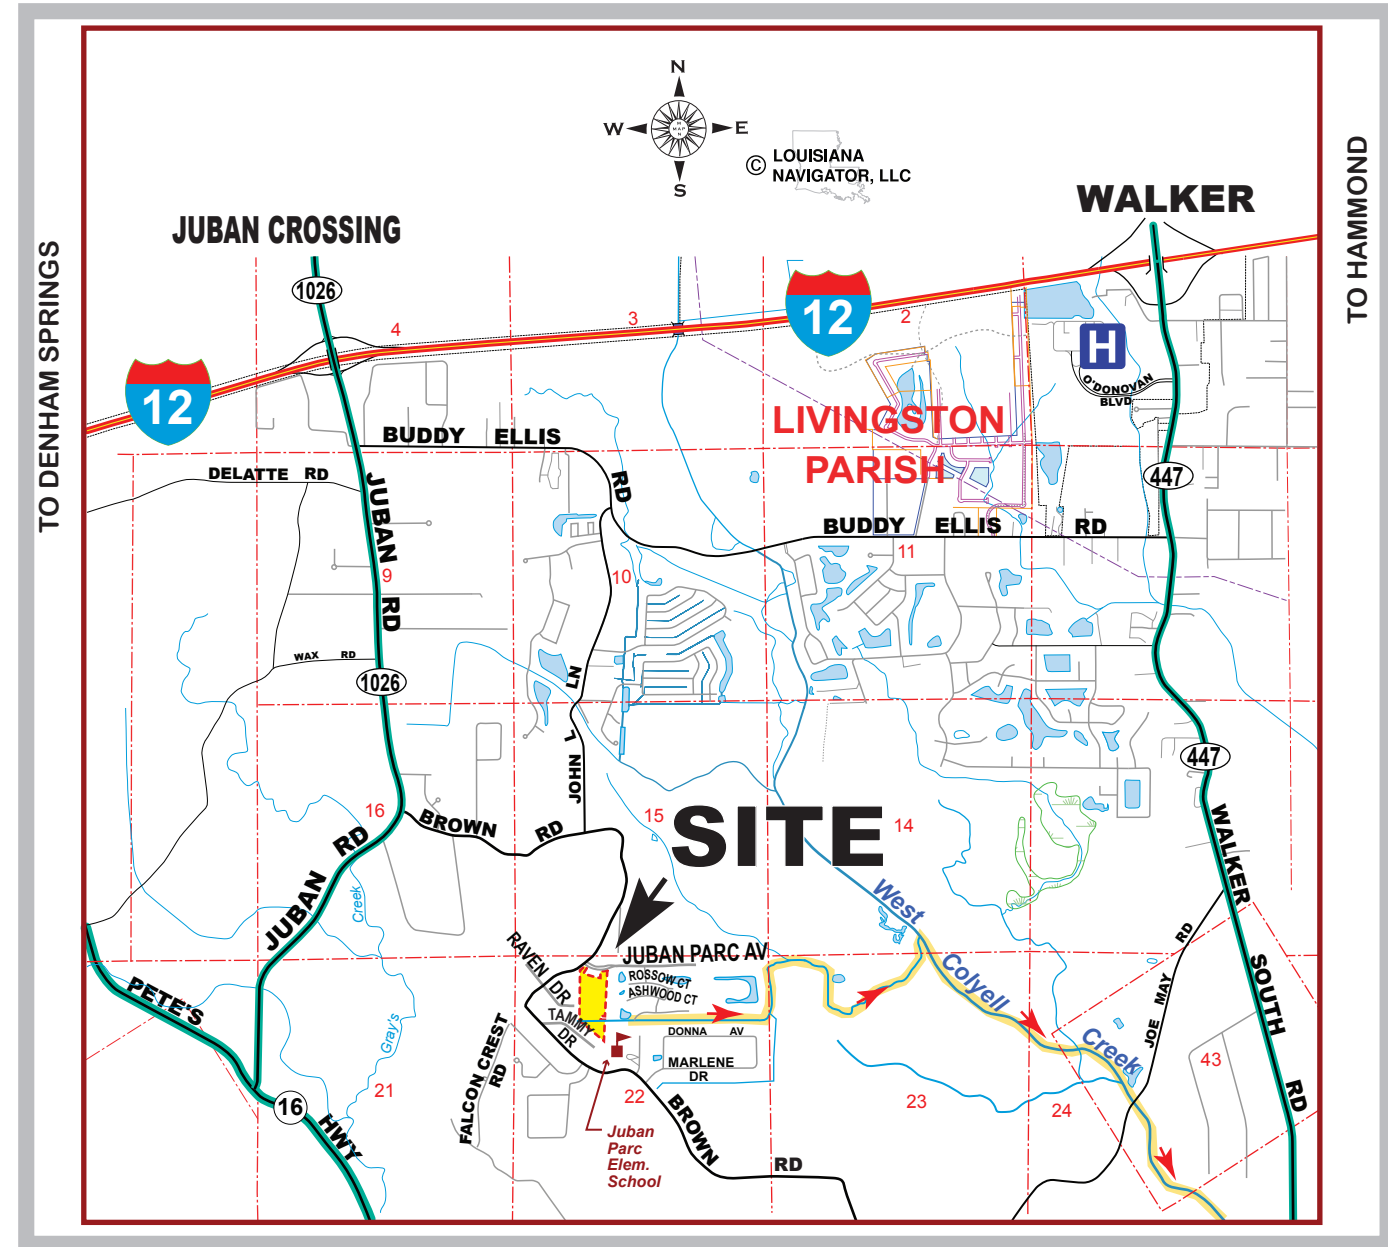 N
W
E
S
M
MAP
N
© LOUISIANA
NAVIGATOR, LLC
WALKER
JUBAN CROSSING
TO DENHAM SPRINGS
TO HAMMOND
1026
12
12
4
3
2
H
O'DONOVAN
BLVD
LIVINGSTON
PARISH
BUDDY ELLIS
RD
DELATTE RD
JUBAN
RD
447
BUDDY ELLIS RD
11
9
10
WAX RD
1026
LN
L
JOHN
447
16
BROWN RD
15
SITE
14
JUBAN RD
WALKER
SOUTH
RD
Creek
West
Colyell
Creek
JOE MAY RD
RAVEN DR
JUBAN PARC AV
ROSSOW CT
ASHWOOD CT
TAMMY
DR
DONNA AV
MARLENE
DR
PETE'S
HWY
16
Gray's
FALCON CREST
RD
21
22
23
24
43
BROWN
RD
Juban
Parc
Elem.
School